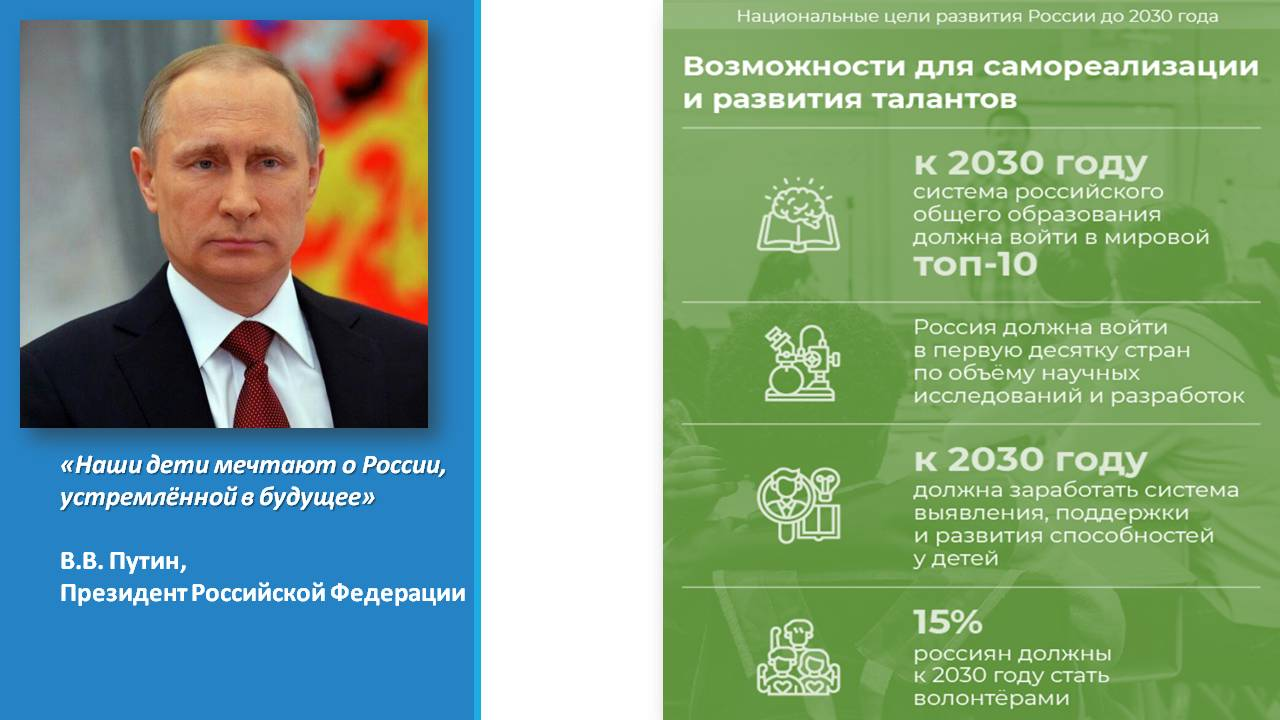 «Наши дети мечтают о России,
устремлённой в будущее»
В.В. Путин,
Президент Российской Федерации
Национальные цели развития России до 2030 года
Возможности для самореализации
и развития талантов
к 2030 году
система российского
общего образования
должна войти в мировой
топ-10
Россия должна войти
в первую десятку стран
по объёму научных
исследований и разработок
к 2030 году
должна заработать система
выявления, поддержки
и развития способностей
у детей
15%
россиян должны
к 2030 году стать
волонтёрами